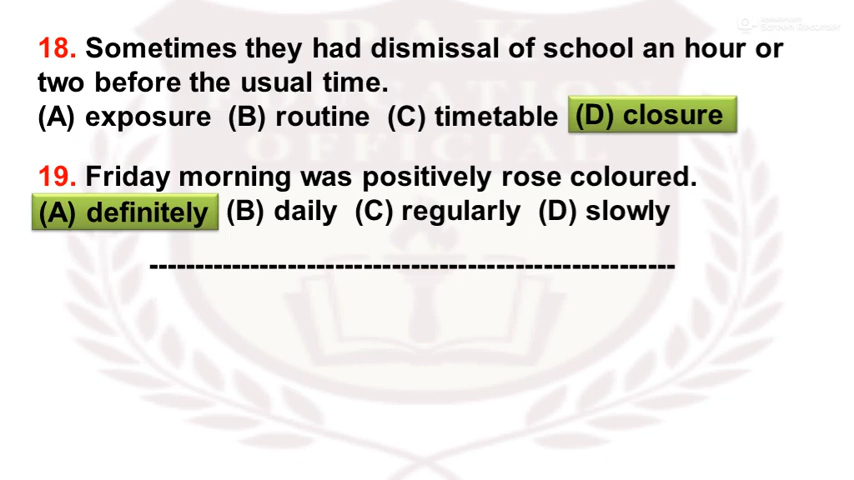 18. Sometimes they had dismissal of school an hour or
two before the usual time.
(A) exposure (B) routine (C) timetable (D) closure
19. Friday morning was positively rose coloured.
(A) definitely (B) daily (C) regularly (D) slowly
------------------------------------------------------------
OFFICIAL